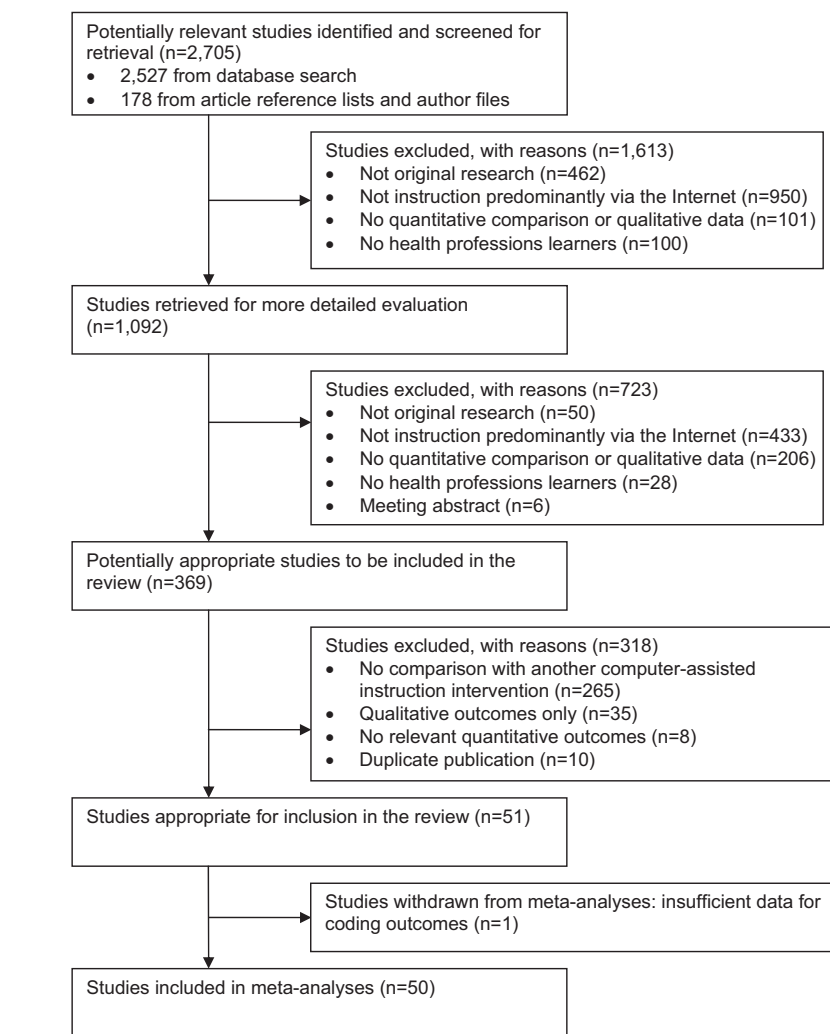 Potentially relevant studies identified and screened for
retrieval (n=2,705)
• 2,527 from database search
• 178 from article reference lists and author files
Studies excluded, with reasons (n=1,613)
• Not original research (n=462)
• Not instruction predominantly via the Internet (n=950)
• No quantitative comparison or qualitative data (n=101)
• No health professions learners (n=100)
Studies retrieved for more detailed evaluation
(n=1,092)
Studies excluded, with reasons (n=723)
• Not original research (n=50)
• Not instruction predominantly via the Internet (n=433)
• No quantitative comparison or qualitative data (n=206)
• No health professions learners (n=28)
• Meeting abstract (n=6)
Potentially appropriate studies to be included in the
review (n=369)
Studies excluded, with reasons (n=318)
• No comparison with another computer-assisted
instruction intervention (n=265)
• Qualitative outcomes only (n=35)
• No relevant quantitative outcomes (n=8)
• Duplicate publication (n=10)
Studies appropriate for inclusion in the review (n=51)
Studies withdrawn from meta-analyses: insufficient data for
coding outcomes (n=1)
Studies included in meta-analyses (n=50)